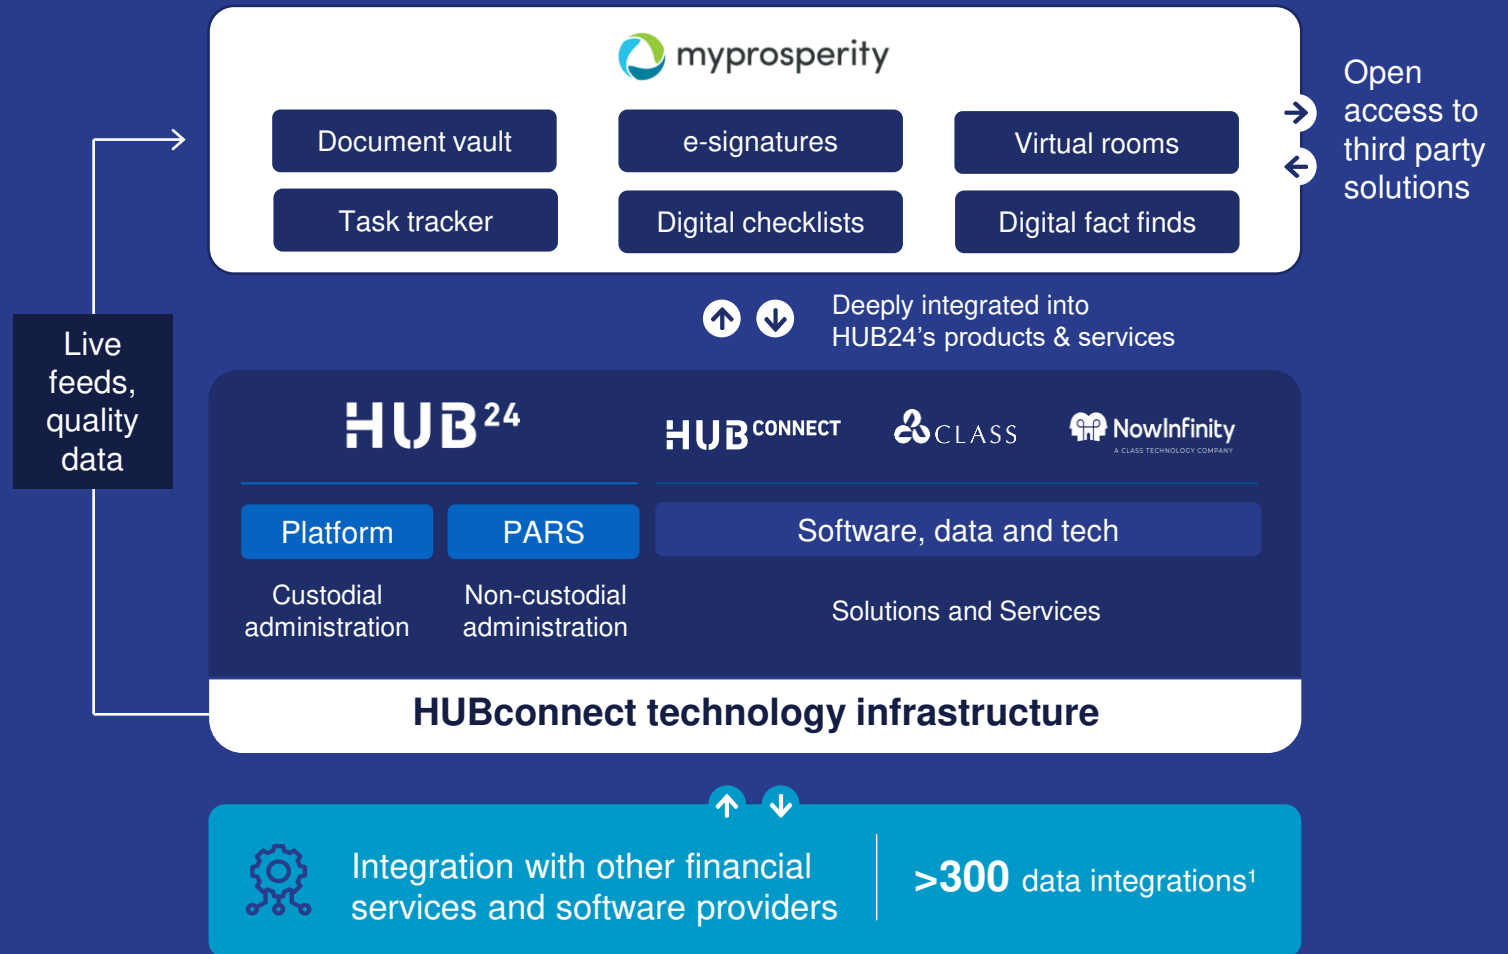 myprosperity
Document vault
e-signatures
Virtual rooms
Task tracker
Digital checklists
Digital fact finds
Open
access to
third party
solutions
Deeply integrated into
HUB24’s products & services
Live
feeds,
quality
data
HUB24
HUBCONNECT
CLASS
NowInfinity
A CLASS TECHNOLOGY COMPANY
Platform
PARS
Software, data and tech
Custodial
administration
Non-custodial
administration
Solutions and Services
HUBconnect technology infrastructure
Integration with other financial
services and software providers
>300 data integrations¹